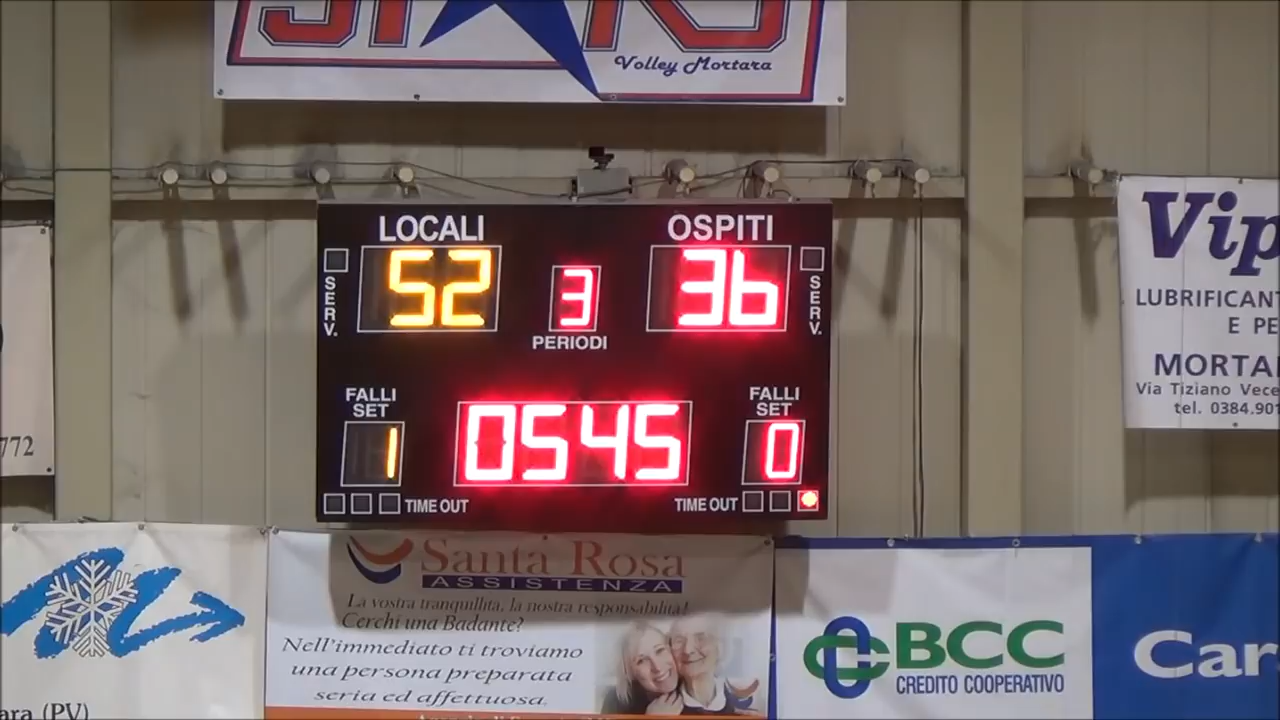 Volley Mortara
LOCALI
OSPITI
52
3
36
SERV.
SERV.
PERIODI
FALLI
SET
FALLI
SET
1
0545
0
TIME OUT
TIME OUT
Vip
LUBRIFICANT
E PE
MORTA
Via Tiziano Vece
tel. 0384.901
772
Santa Rosa
ASSISTENZA
La vostra tranquillità, la nostra responsabilità!
Cerchi una Badante?
Nell'immediato ti troviamo
una persona preparata
seria ed affettuosa.
BCC
CREDITO COOPERATIVO
Car
ara (PV)